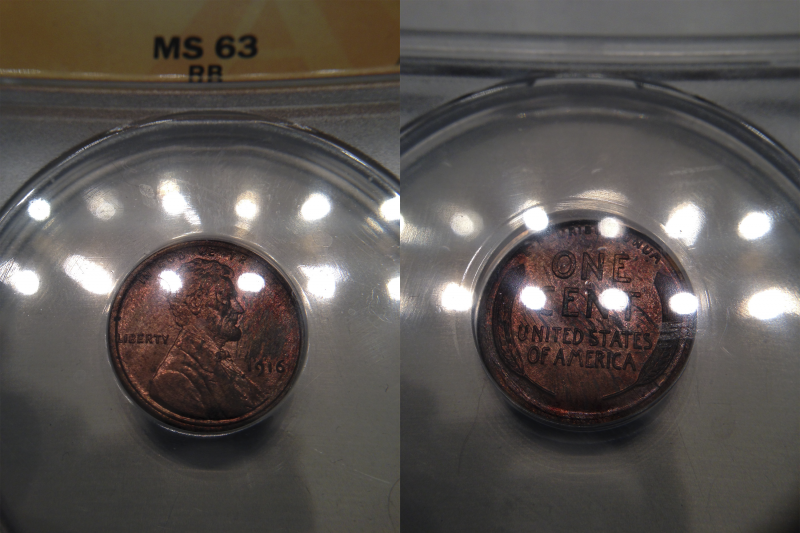 MS 63
RB
LIBERTY
1916
ONE
CENT
UNITED STATES
OF AMERICA